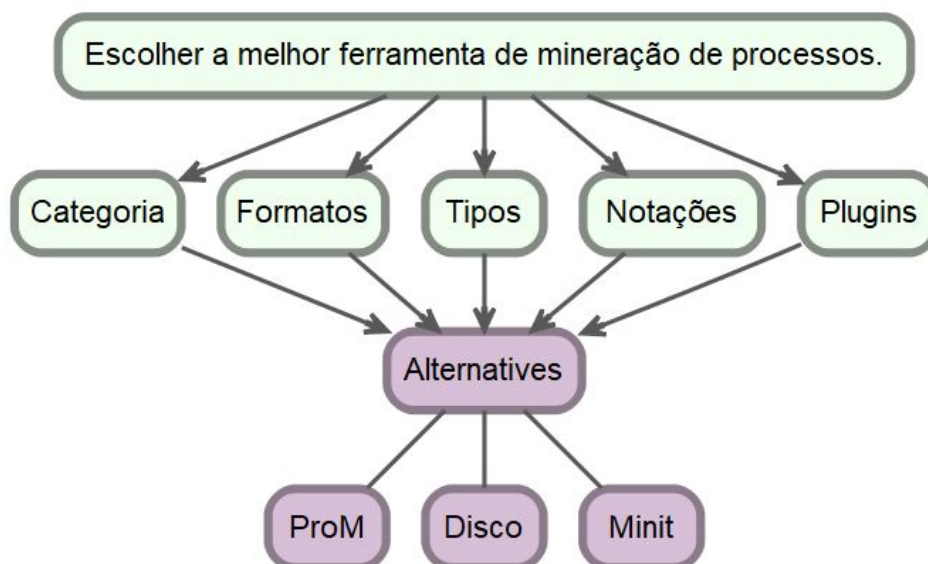 Escolher a melhor ferramenta de mineração de processos.
Categoria
Formatos
Tipos
Notações
Plugins
Alternatives
ProM
Disco
Minit